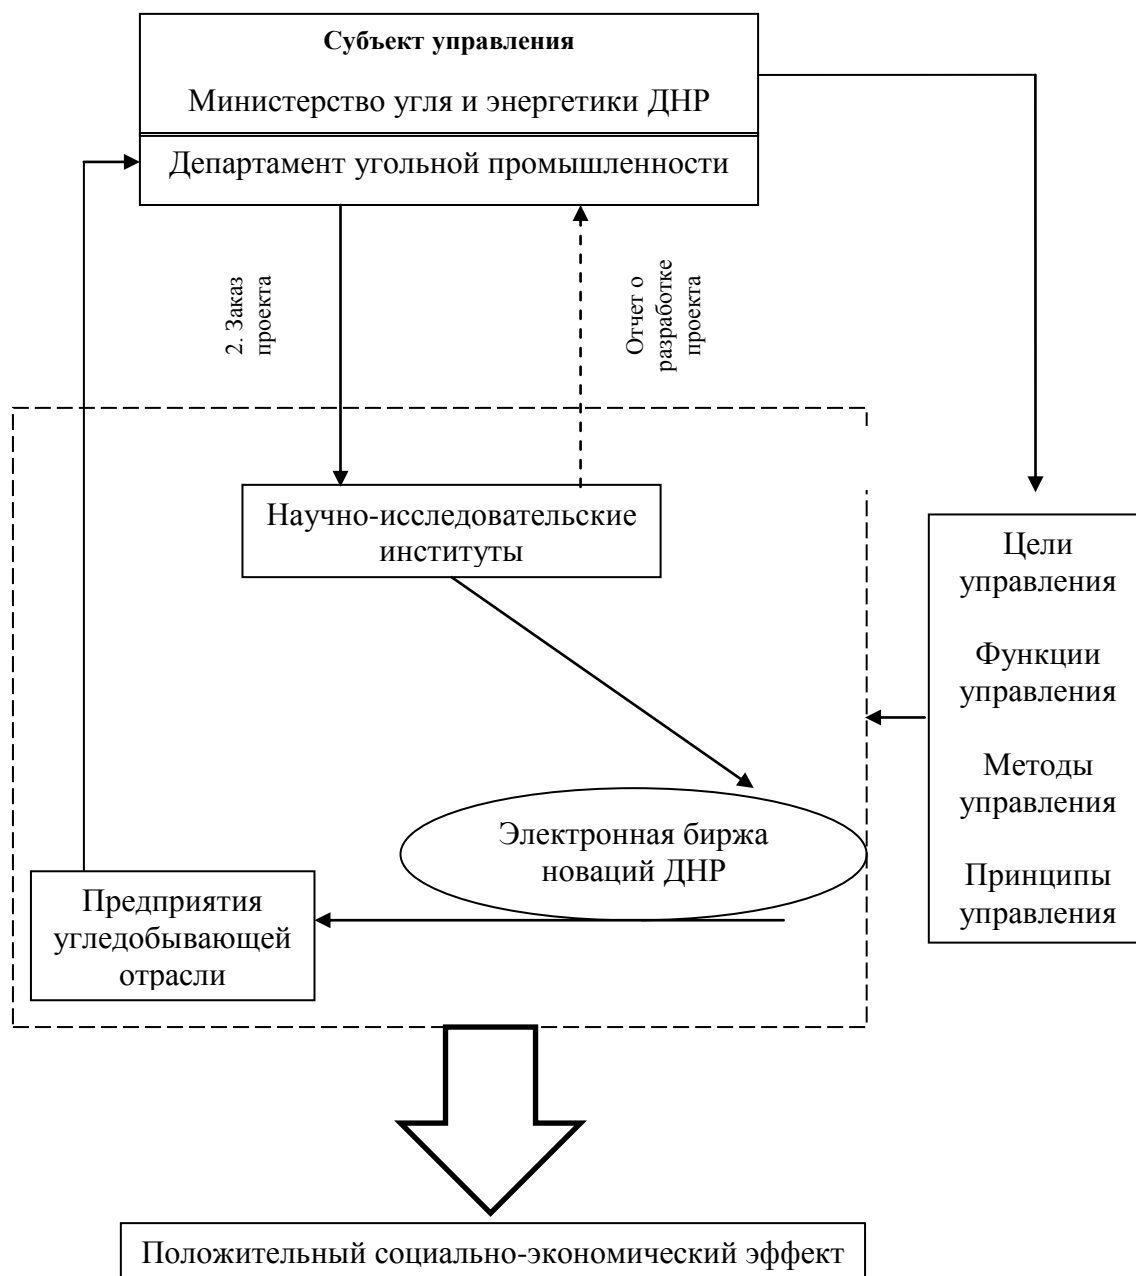 Субъект управления
Министерство угля и энергетики ДНР
Департамент угольной промышленности
2. Заказ
проекта
Отчет о
разработке
проекта
Научно-исследовательские
институты
Цели
управления
Функции
управления
Методы
управления
Принципы
управления
Электронная биржа
новаций ДНР
Предприятия
угледобывающей
отрасли
Положительный социально-экономический эффект